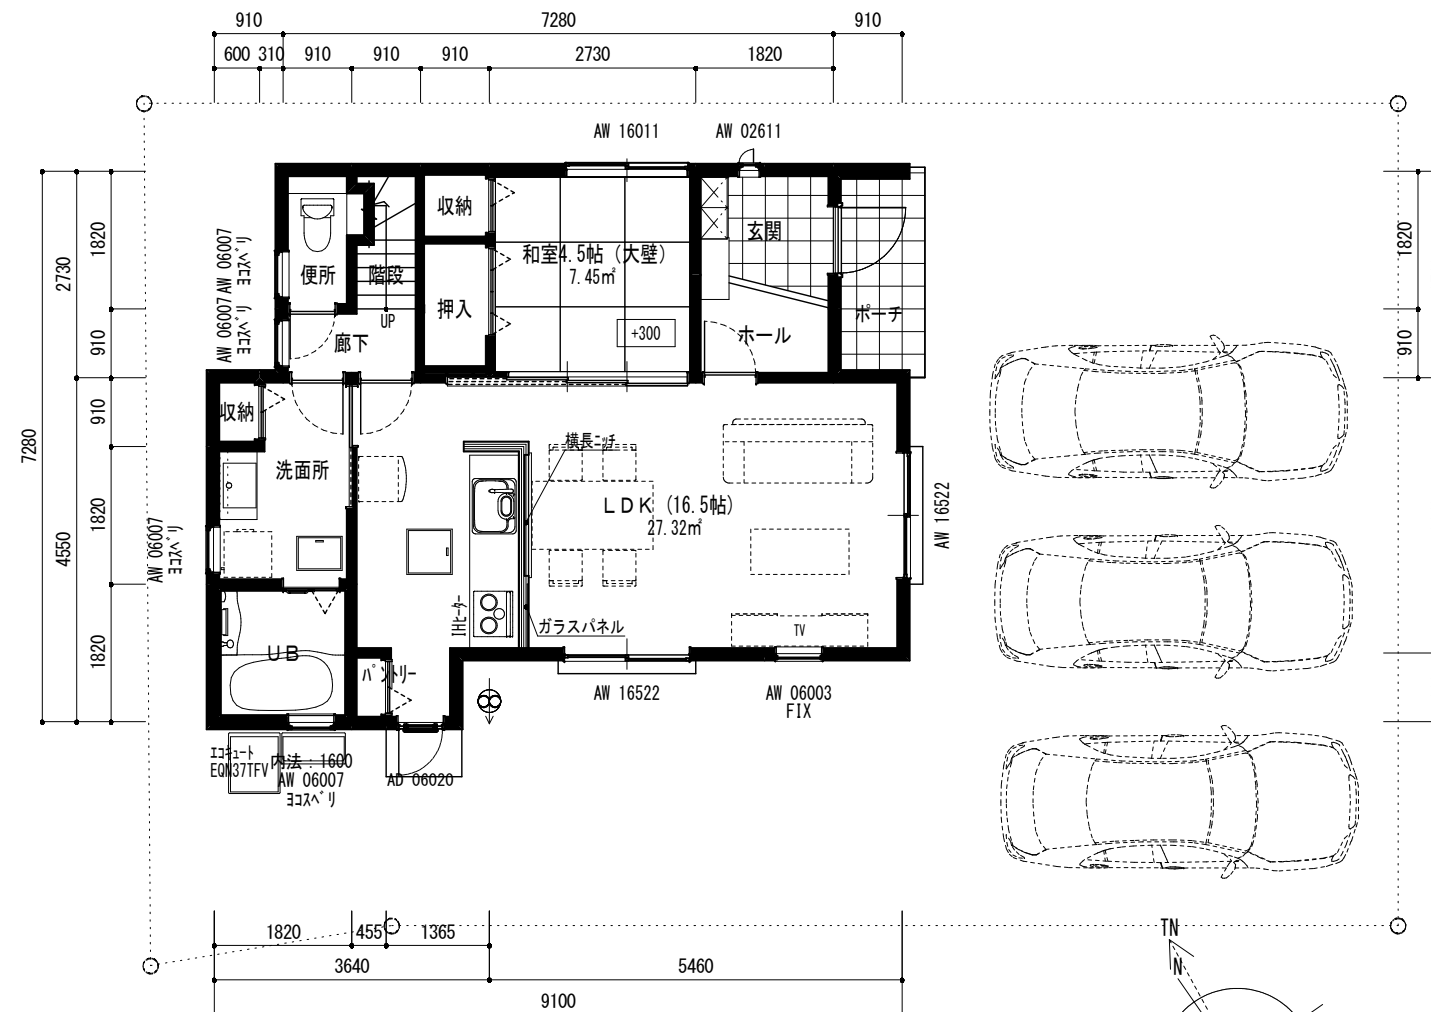 910
7280
910
600
310
910
910
910
2730
1820
AW 16011
AW 02611
収納
和室4.5帖 (大壁)
7.45㎡
玄関
便所
階段
押入
UP
廊下
+300
ホール
ポーチ
AW 06007
ﾖｺｽﾍﾞﾘ
AW 06007
ﾖｺｽﾍﾞﾘ
1820
2730
910
910
7280
1820
4550
1820
1820
910
収納
洗面所
横長ﾆｯﾁ
LDK (16.5帖)
27.32㎡
AW 16522
AW 06007
ﾖｺｽﾍﾞﾘ
IHﾋｰﾀｰ
ガラスパネル
TV
UB
ﾊﾟﾝﾄﾘｰ
AW 16522
AW 06003
FIX
ｴｺｷｭｰﾄ
EQN37TFV
内法：1600
AW 06007
ﾖｺｽﾍﾞﾘ
AD 06020
1820
455
1365
3640
5460
9100
TN
N